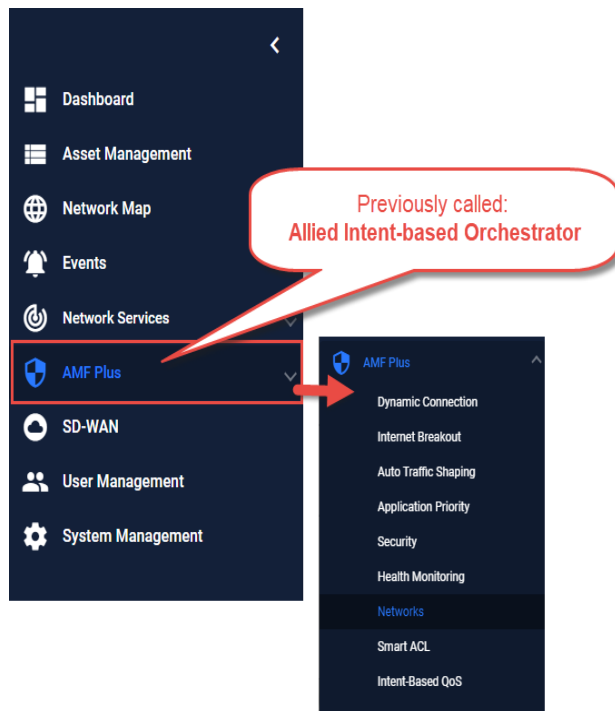 Dashboard
Asset Management
Network Map
Events
Network Services
AMF Plus
SD-WAN
User Management
System Management
Previously called:
Allied Intent-based Orchestrator
AMF Plus
Dynamic Connection
Internet Breakout
Auto Traffic Shaping
Application Priority
Security
Health Monitoring
Networks
Smart ACL
Intent-Based QoS